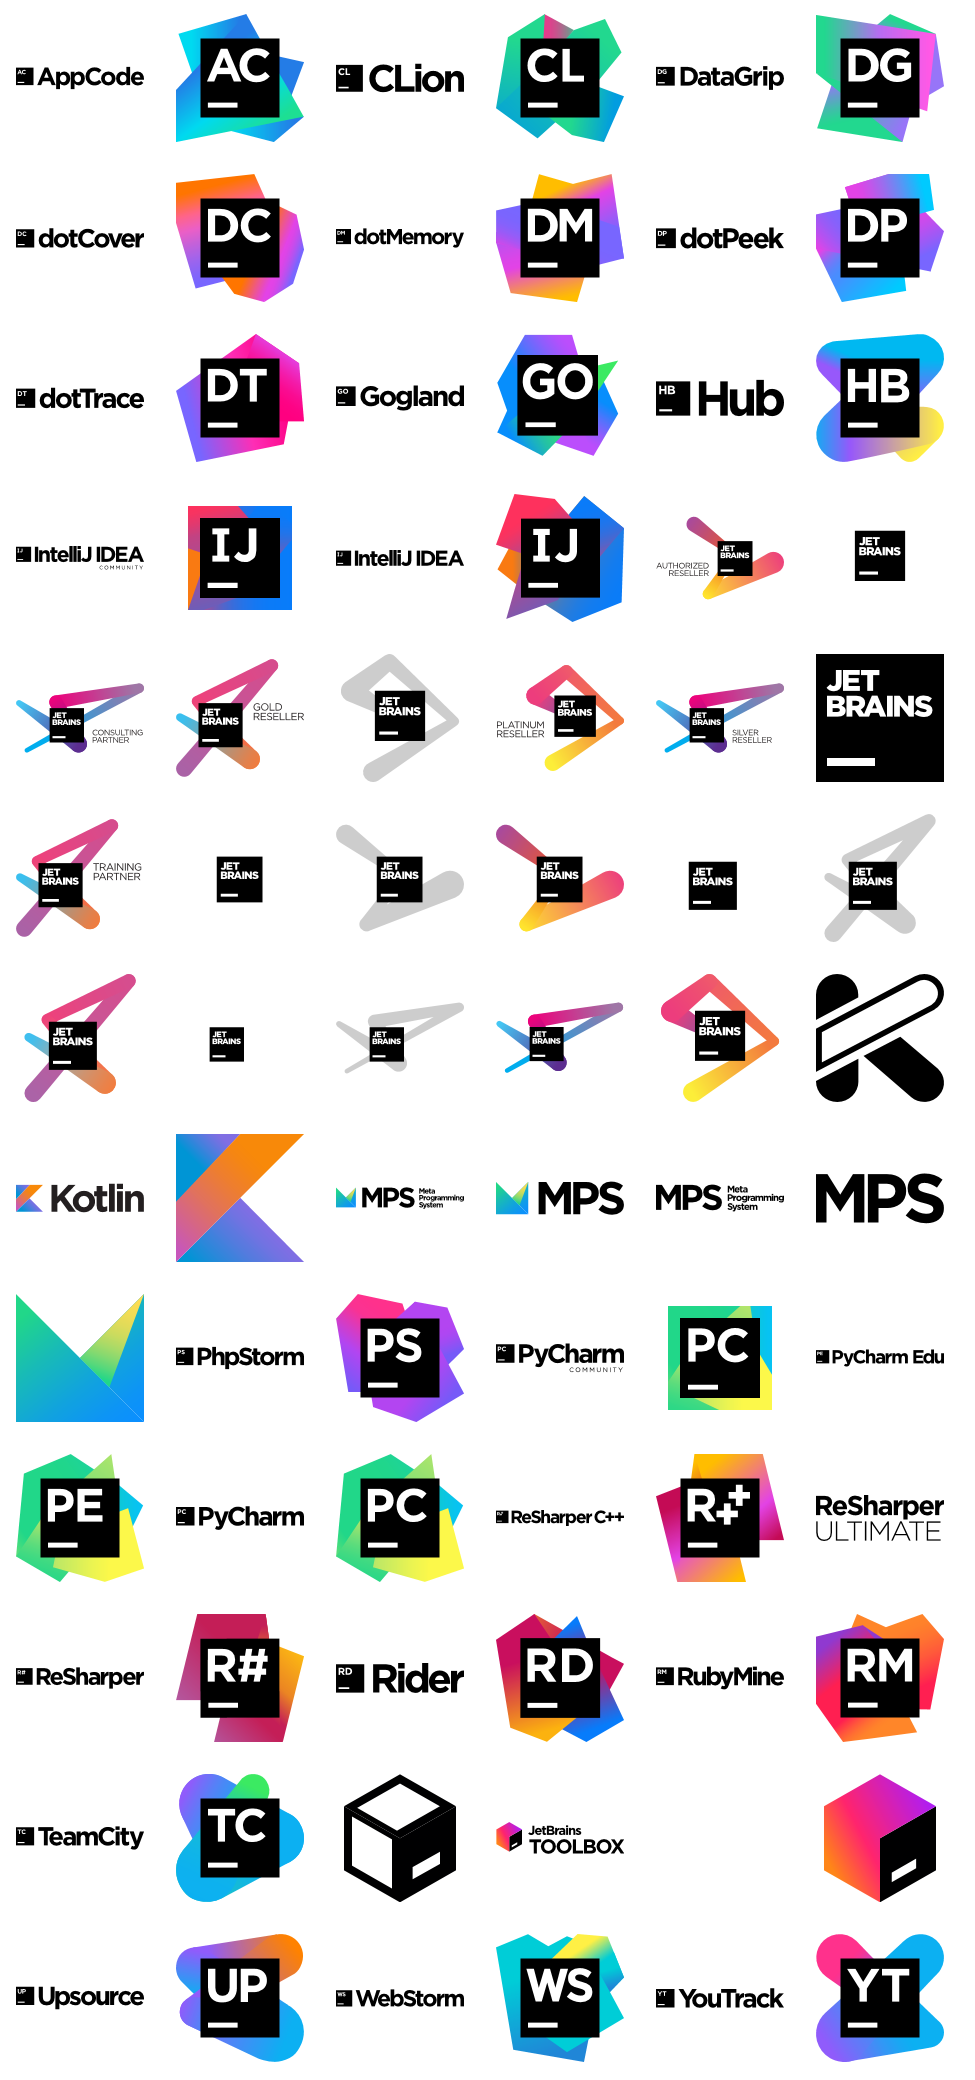 AC AppCode
AC
CL CLion
CL
DG DataGrip
DG
DC dotCover
DC
DM dotMemory
DM
DP dotPeek
DP
DT dotTrace
DT
GO Gogland
GO
HB Hub
HB
IJ IntelliJ IDEA
COMMUNITY
IJ
IJ IntelliJ IDEA
IJ
AUTHORIZED
RESELLER
JET
BRAINS
JET
BRAINS
JET
BRAINS
CONSULTING
PARTNER
JET
BRAINS
GOLD
RESELLER
JET
BRAINS
PLATINUM
RESELLER
JET
BRAINS
JET
BRAINS
SILVER
RESELLER
JET
BRAINS
JET
BRAINS
TRAINING
PARTNER
JET
BRAINS
JET
BRAINS
JET
BRAINS
JET
BRAINS
JET
BRAINS
JET
BRAINS
JET
BRAINS
JET
BRAINS
JET
BRAINS
JET
BRAINS
Kotlin
MPS Meta
Programming
System
MPS
MPS Meta
Programming
System
MPS
PS PhpStorm
PS
PC PyCharm
COMMUNITY
PC
PyCharm Edu
PE
PC PyCharm
PC
ReSharper C++
R++
ReSharper
ULTIMATE
R# ReSharper
R#
RD Rider
RD
RM RubyMine
RM
TC TeamCity
TC
JetBrains
TOOLBOX
UP Upsource
UP
WS WebStorm
WS
YT YouTrack
YT